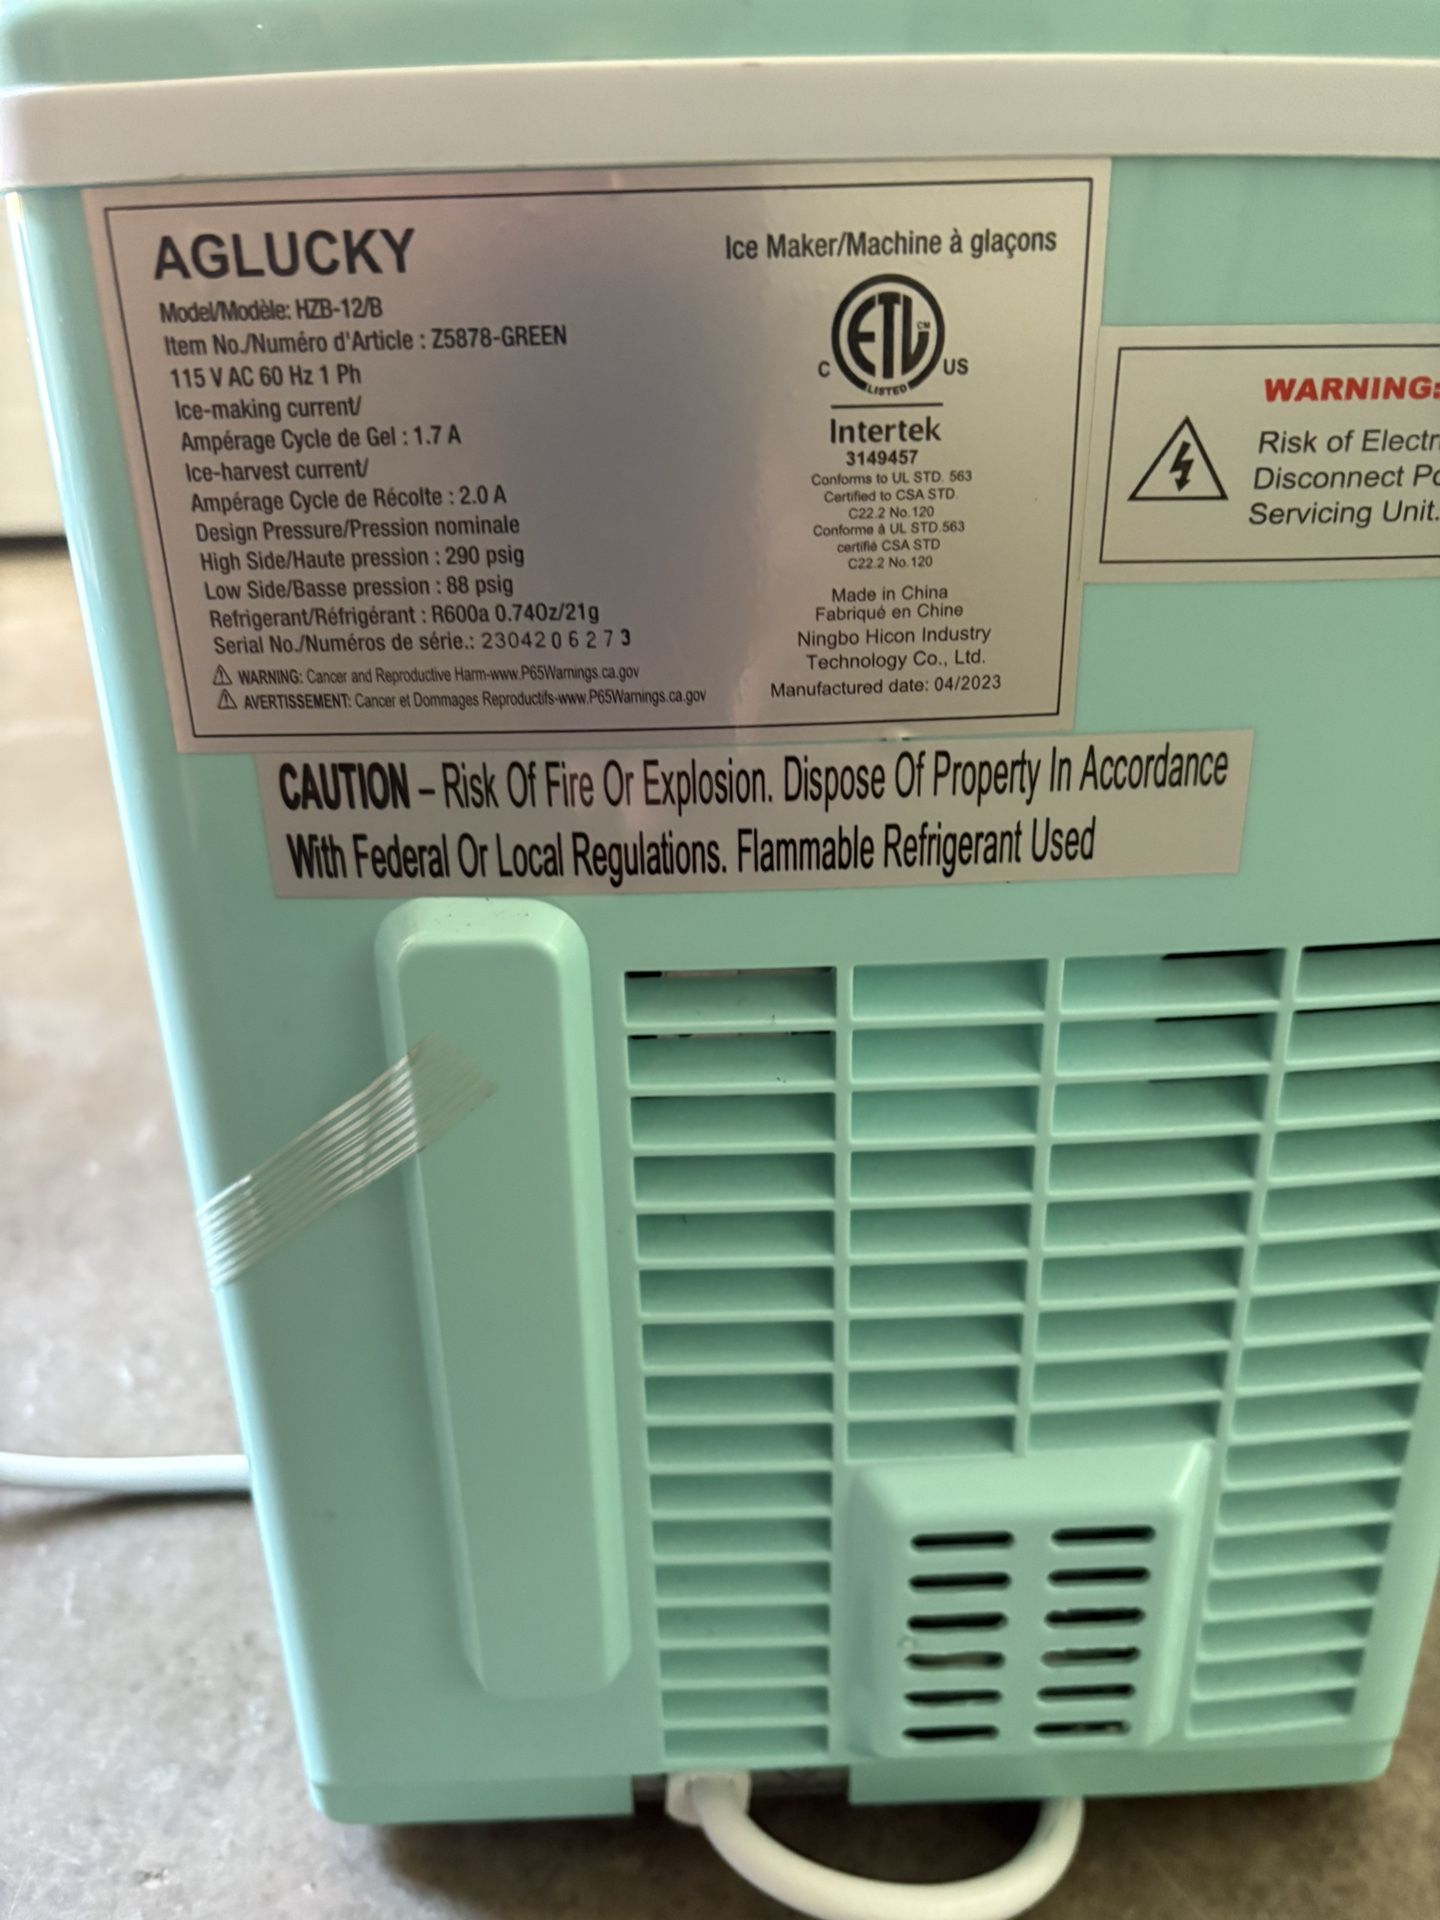 AGLUCKY
Ice Maker/Machine à glaçons
Model/Modèle: HZB-12/B
Item No./Numéro d'Article : Z5878-GREEN
115 V AC 60 Hz 1 Ph
Ice-making current/
Ampérage Cycle de Gel : 1.7 A
Ice-harvest current/
Ampérage Cycle de Récolte : 2.0 A
Design Pressure/Pression nominale
High Side/Haute pression : 290 psig
Low Side/Basse pression : 88 psig
Refrigerant/Réfrigérant : R600a 0.74Oz/21g
Serial No./Numéros de série.: 2304206273
WARNING: Cancer and Reproductive Harm-www.P65Warnings.ca.gov
AVERTISSEMENT: Cancer et Dommages Reproductifs-www.P65Warnings.ca.gov
ETL CM
LISTED
C US
Intertek
3149457
Conforms to UL STD. 563
Certified to CSA STD.
C22.2 No.120
Conforme à UL STD.563
certifié CSA STD
C22.2 No.120
Made in China
Fabriqué en Chine
Ningbo Hicon Industry
Technology Co., Ltd.
Manufactured date: 04/2023
WARNING:
Risk of Electr
Disconnect Po
Servicing Unit.
CAUTION – Risk Of Fire Or Explosion. Dispose Of Property In Accordance
With Federal Or Local Regulations. Flammable Refrigerant Used